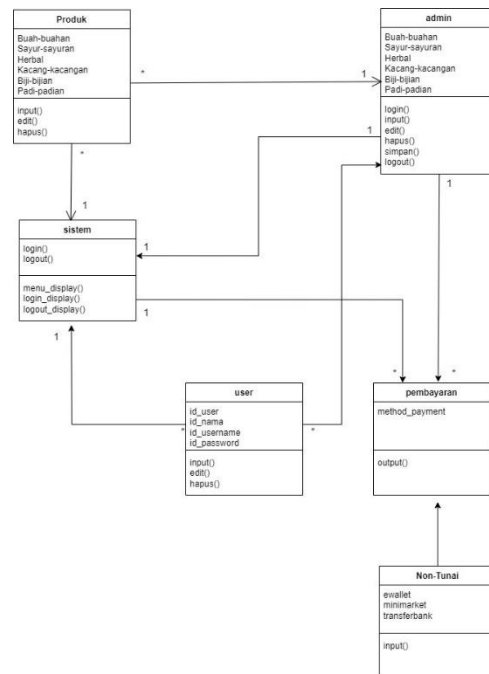 Produk
Buah-buahan
Sayur-sayuran
Herbal
Kacang-kacangan
Biji-bijian
Padi-padian
input()
edit()
hapus()
admin
Buah-buahan
Sayur-sayuran
Herbal
Kacang-kacangan
Biji-bijian
Padi-padian
login()
input()
edit()
hapus()
simpan()
logout()
*
1
1
1
*
1
1
sistem
login()
logout()
menu_display()
login_display()
logout_display()
1
1
*
*
user
id_user
id_nama
id_username
id_password
input()
edit()
hapus()
*
*
pembayaran
method_payment
output()
Non-Tunai
ewallet
minimarket
transferbank
input()